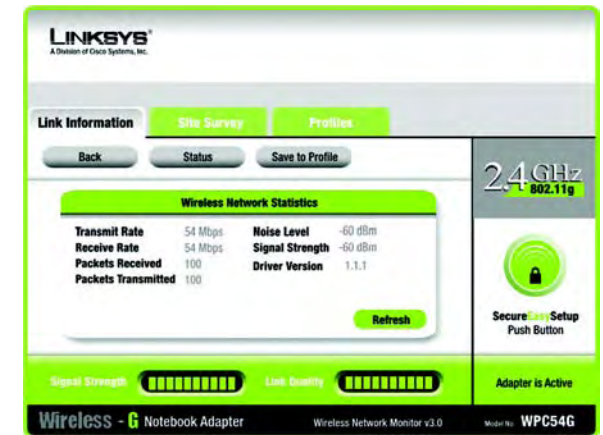 LINKSYS®
A Division of Cisco Systems, Inc.
Link Information Site Survey Profiles
Back Status Save to Profile
2.4 GHz
802.11g
Wireless Network Statistics
Transmit Rate 54 Mbps Noise Level -60 dBm
Receive Rate 54 Mbps Signal Strength -60 dBm
Packets Received 100 Driver Version 1.1.1
Packets Transmitted 100
Refresh
SecureEasySetup
Push Button
Signal Strength Link Quality Adapter is Active
Wireless - G Notebook Adapter Wireless Network Monitor v3.0 Model No. WPC54G